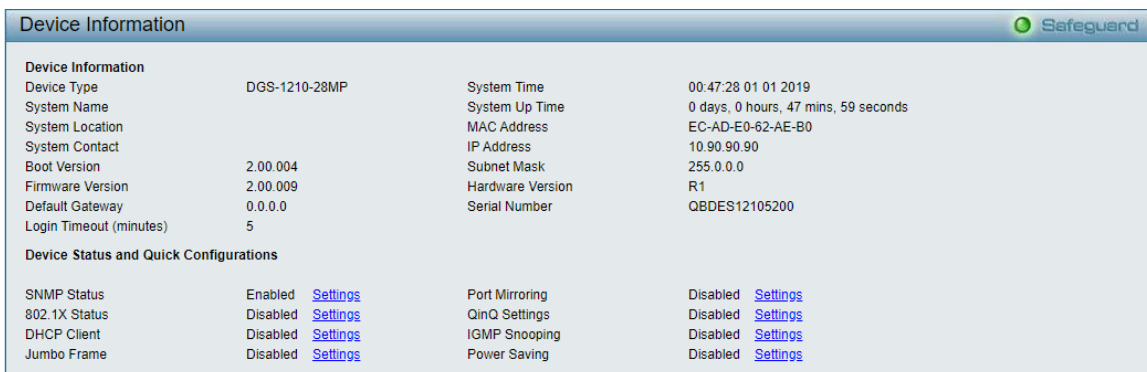 Device Information
Safeguard
Device Information
Device Type DGS-1210-28MP System Time 00:47:28 01 01 2019
System Name System Up Time 0 days, 0 hours, 47 mins, 59 seconds
System Location MAC Address EC-AD-E0-62-AE-B0
System Contact IP Address 10.90.90.90
Boot Version 2.00.004 Subnet Mask 255.0.0.0
Firmware Version 2.00.009 Hardware Version R1
Default Gateway 0.0.0.0 Serial Number QBDES12105200
Login Timeout (minutes) 5
Device Status and Quick Configurations
SNMP Status Enabled Settings Port Mirroring Disabled Settings
802.1X Status Disabled Settings QinQ Settings Disabled Settings
DHCP Client Disabled Settings IGMP Snooping Disabled Settings
Jumbo Frame Disabled Settings Power Saving Disabled Settings